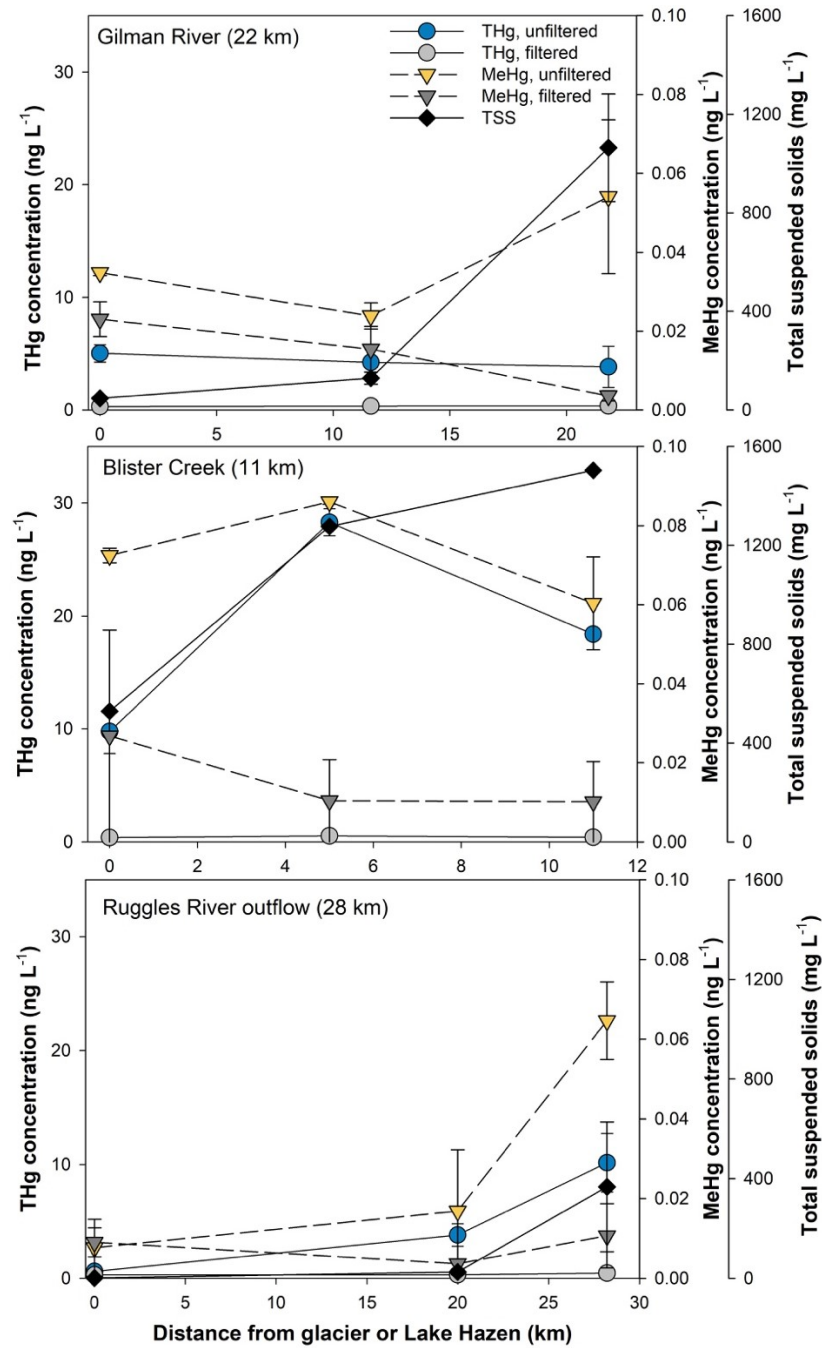 Gilman River (22 km)
THg, unfiltered
THg, filtered
MeHg, unfiltered
MeHg, filtered
TSS
THg concentration (ng L⁻¹)
30
20
10
0
0.10
0.08
0.06
0.04
0.02
0.00
MeHg concentration (ng L⁻¹)
1600
1200
800
400
0
Total suspended solids (mg L⁻¹)
0 5 10 15 20
Blister Creek (11 km)
THg concentration (ng L⁻¹)
30
20
10
0
0.10
0.08
0.06
0.04
0.02
0.00
MeHg concentration (ng L⁻¹)
1600
1200
800
400
0
Total suspended solids (mg L⁻¹)
0 2 4 6 8 10 12
Ruggles River outflow (28 km)
THg concentration (ng L⁻¹)
30
20
10
0
0.10
0.08
0.06
0.04
0.02
0.00
MeHg concentration (ng L⁻¹)
1600
1200
800
400
0
Total suspended solids (mg L⁻¹)
0 5 10 15 20 25 30
Distance from glacier or Lake Hazen (km)